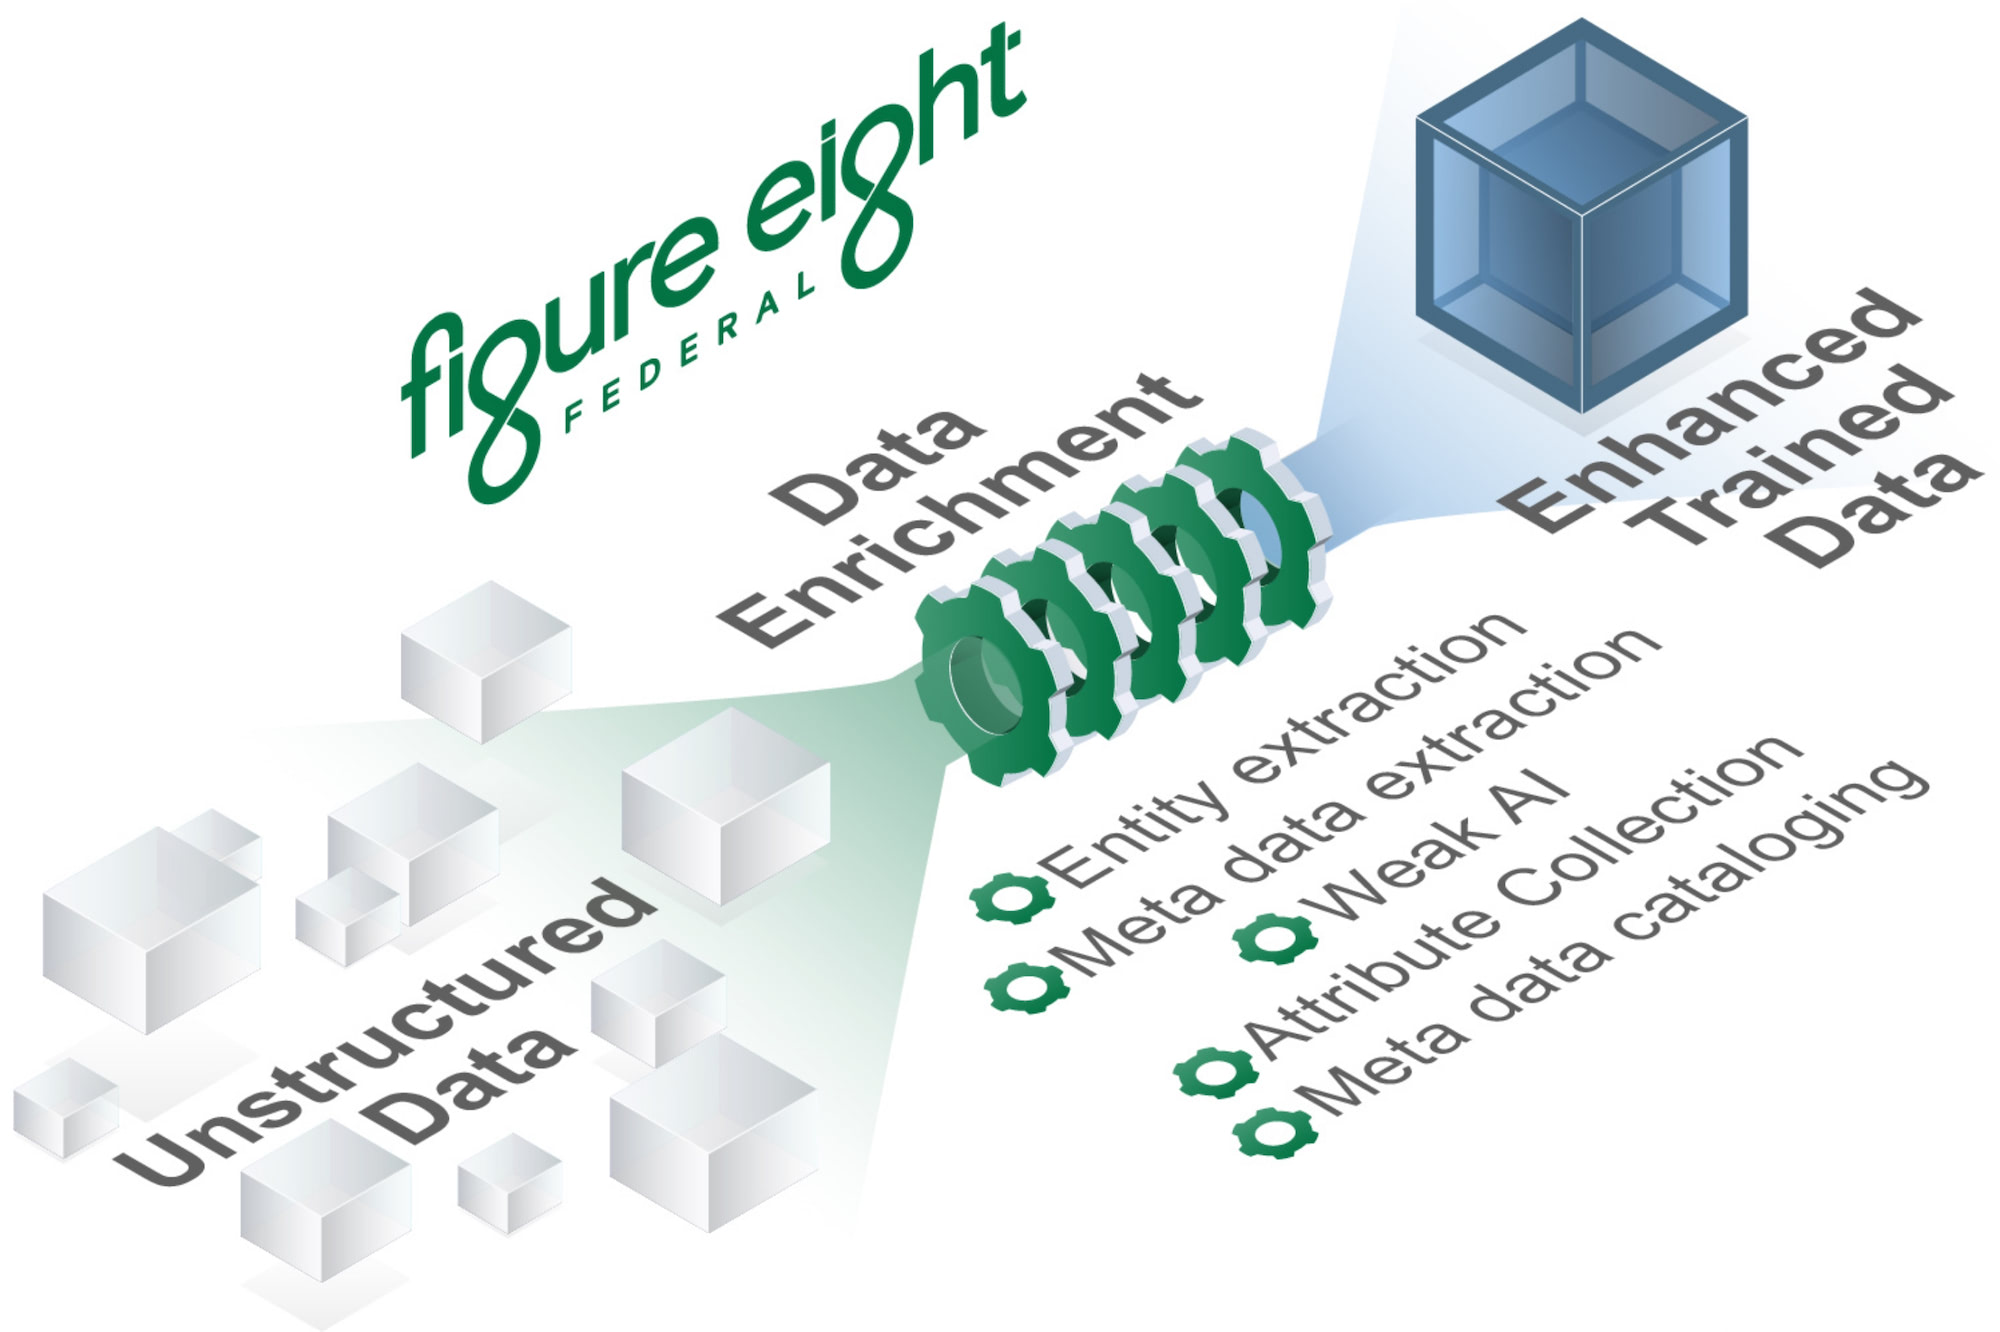 figure eight
FEDERAL
Data
Enrichment
Enhanced
Trained
Data
Unstructured
Data
Entity extraction
Meta data extraction
Weak AI
Attribute Collection
Meta data cataloging